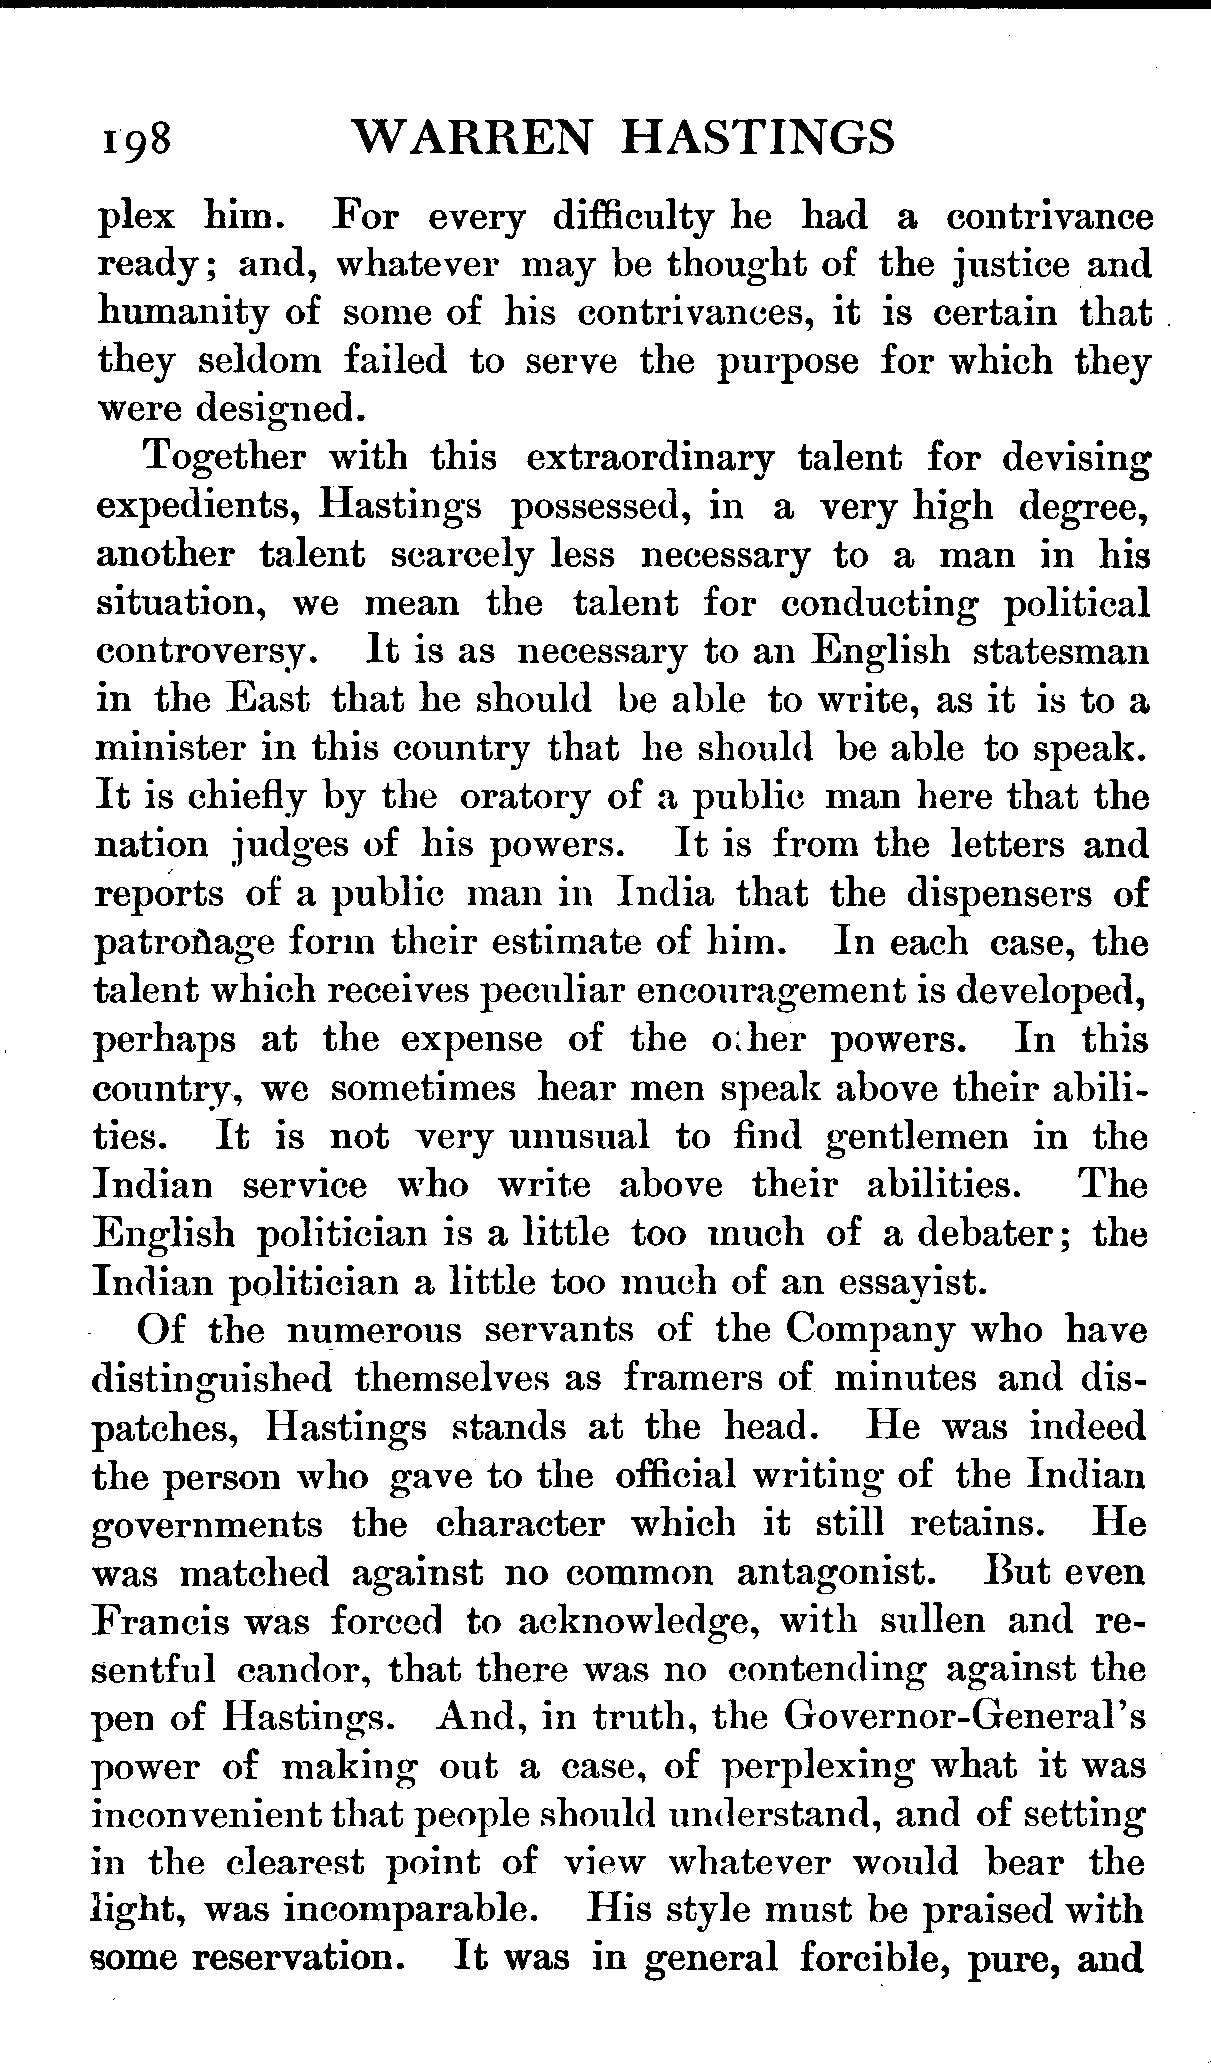 198 WARREN HASTINGS
plex him. For every difficulty he had a contrivance
ready; and, whatever may be thought of the justice and
humanity of some of his contrivances, it is certain that
they seldom failed to serve the purpose for which they
were designed.
Together with this extraordinary talent for devising
expedients, Hastings possessed, in a very high degree,
another talent scarcely less necessary to a man in his
situation, we mean the talent for conducting political
controversy. It is as necessary to an English statesman
in the East that he should be able to write, as it is to a
minister in this country that he should be able to speak.
It is chiefly by the oratory of a public man here that the
nation judges of his powers. It is from the letters and
reports of a public man in India that the dispensers of
patronage form their estimate of him. In each case, the
talent which receives peculiar encouragement is developed,
perhaps at the expense of the other powers. In this
country, we sometimes hear men speak above their abili-
ties. It is not very unusual to find gentlemen in the
Indian service who write above their abilities. The
English politician is a little too much of a debater; the
Indian politician a little too much of an essayist.
Of the numerous servants of the Company who have
distinguished themselves as framers of minutes and dis-
patches, Hastings stands at the head. He was indeed
the person who gave to the official writing of the Indian
governments the character which it still retains. He
was matched against no common antagonist. But even
Francis was forced to acknowledge, with sullen and re-
sentful candor, that there was no contending against the
pen of Hastings. And, in truth, the Governor-General's
power of making out a case, of perplexing what it was
inconvenient that people should understand, and of setting
in the clearest point of view whatever would bear the
light, was incomparable. His style must be praised with
some reservation. It was in general forcible, pure, and